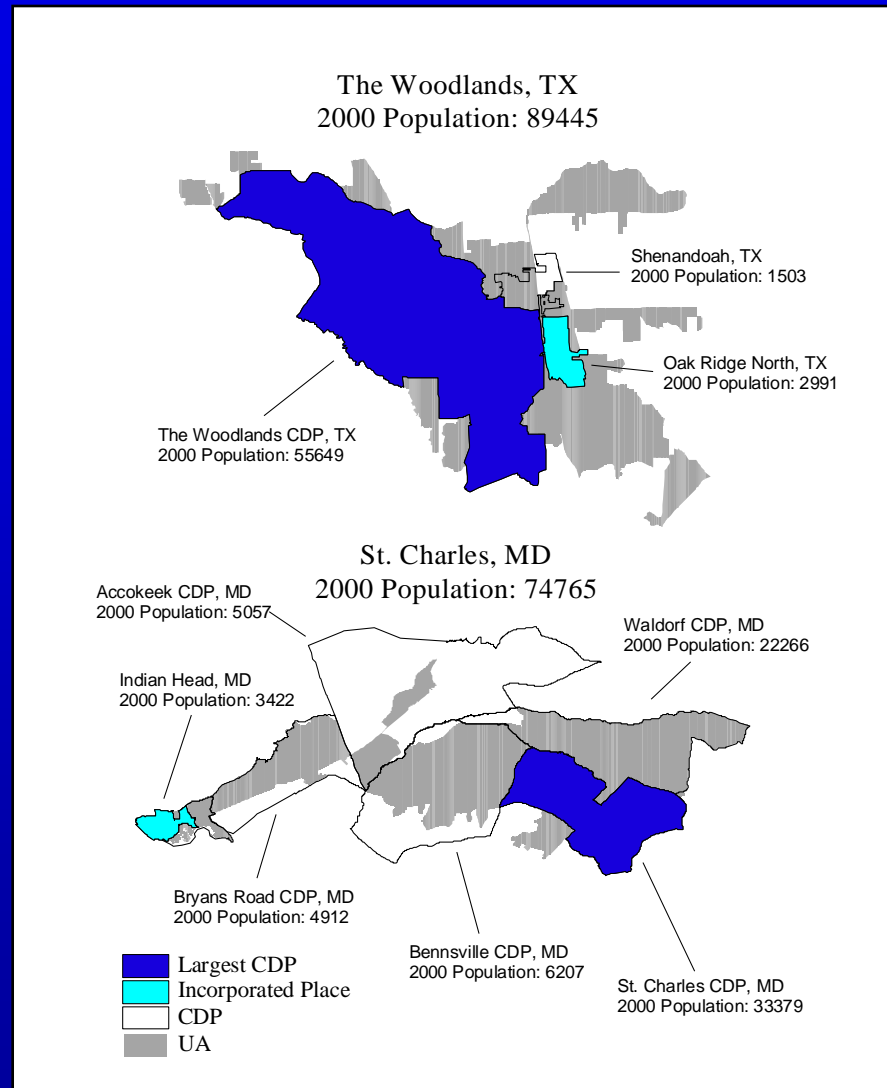 The Woodlands, TX
2000 Population: 89445
Shenandoah, TX
2000 Population: 1503
Oak Ridge North, TX
2000 Population: 2991
The Woodlands CDP, TX
2000 Population: 55649
St. Charles, MD
2000 Population: 74765
Accokeek CDP, MD
2000 Population: 5057
Waldorf CDP, MD
2000 Population: 22266
Indian Head, MD
2000 Population: 3422
Bryans Road CDP, MD
2000 Population: 4912
Bennsville CDP, MD
2000 Population: 6207
St. Charles CDP, MD
2000 Population: 33379
Largest CDP
Incorporated Place
CDP
UA